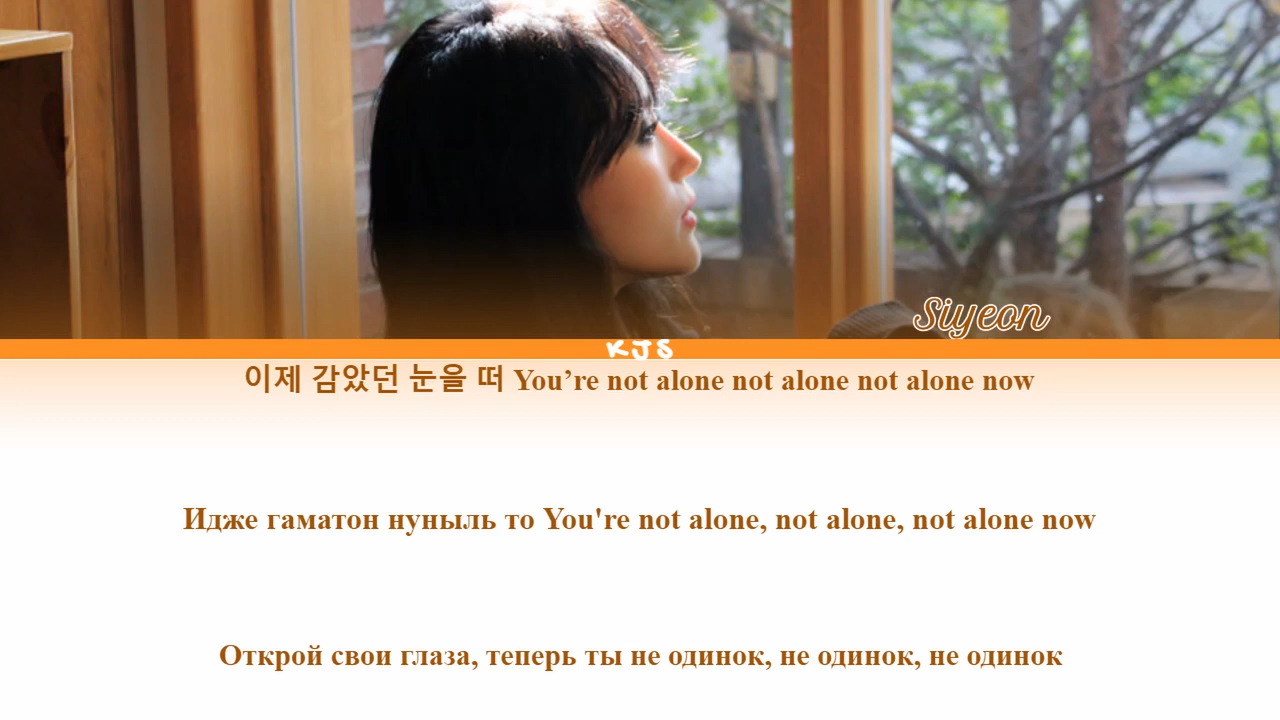 Siyeon
KJS
이제 감았던 눈을 떠 You’re not alone not alone not alone now
Идже гаматон нуныль то You're not alone, not alone, not alone now
Открой свои глаза, теперь ты не одинок, не одинок, не одинок